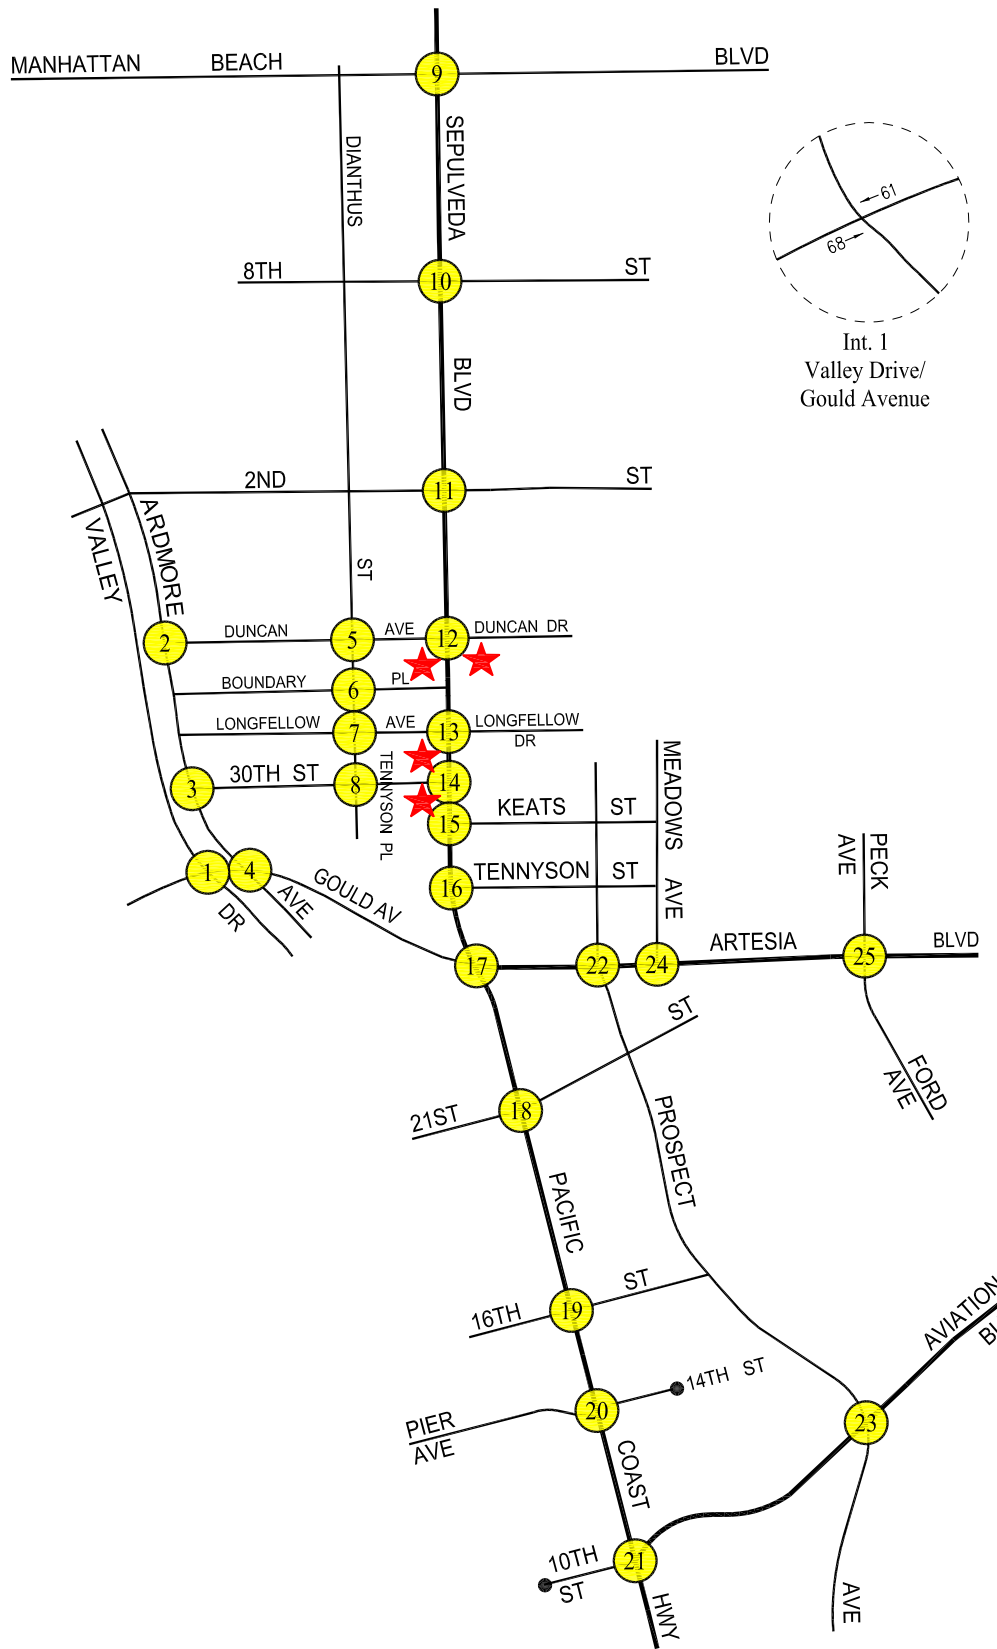 MANHATTAN BEACH BLVD
9
SEPULVEDA
DIANTHUS
61
68
8TH ST
10
Int. 1
Valley Drive/
Gould Avenue
BLVD
2ND ST
11
VALLEY
ARDMORE
ST
2
DUNCAN
5
AVE
12
DUNCAN DR
BOUNDARY
6
PL
LONGFELLOW
7
AVE
13
LONGFELLOW
DR
3
30TH ST
8
TENNYSON PL
14
MEADOWS AVE
15
KEATS ST
16
TENNYSON ST
PECK
AVE
1
4
GOULD AV
AVE
DR
17
22
24
ARTESIA
25
BLVD
21ST
18
ST
FORD
AVE
PROSPECT
PACIFIC
16TH
19
ST
AVIATION
14TH ST
PIER
AVE
20
23
COAST
10TH
ST
21
HWY
AVE